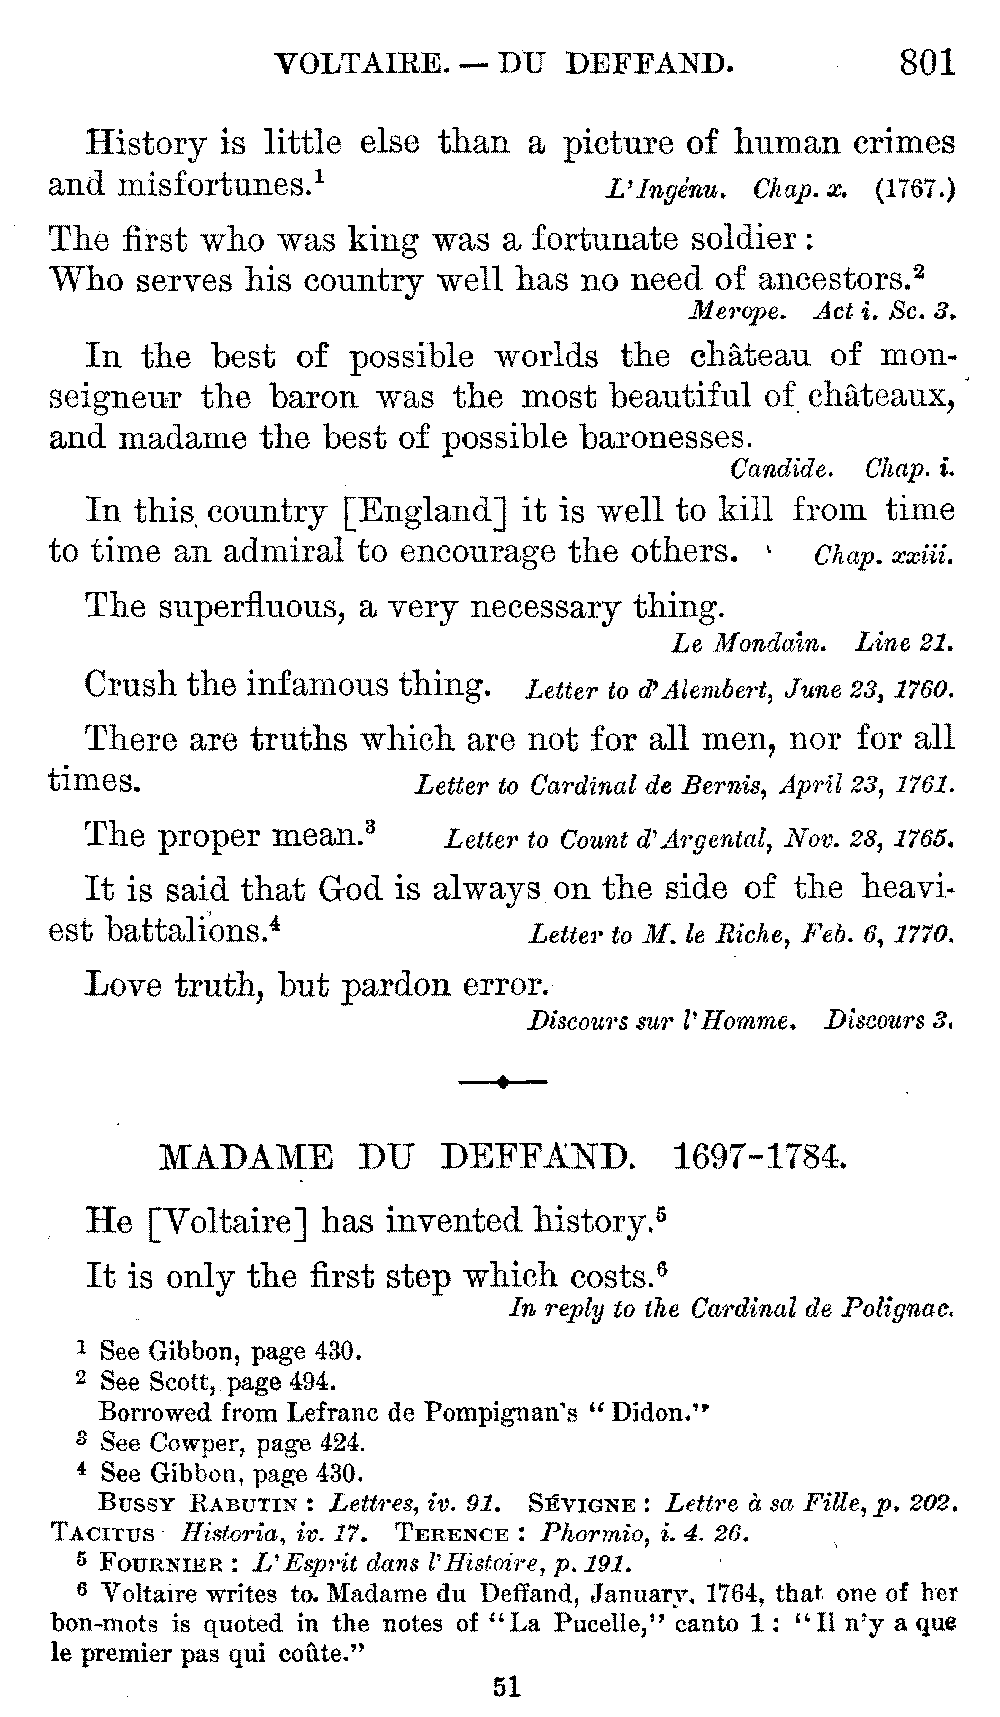 VOLTAIRE. — DU DEFFAND. 801
History is little else than a picture of human crimes
and misfortunes.¹ L'Ingénu. Chap. x. (1767.)
The first who was king was a fortunate soldier:
Who serves his country well has no need of ancestors.²
Merope. Act i. Sc. 3.
In the best of possible worlds the château of mon-
seigneur the baron was the most beautiful of châteaux,
and madame the best of possible baronesses.
Candide. Chap. i.
In this country [England] it is well to kill from time
to time an admiral to encourage the others. Chap. xxiii.
The superfluous, a very necessary thing.
Le Mondain. Line 21.
Crush the infamous thing. Letter to d'Alembert, June 23, 1760.
There are truths which are not for all men, nor for all
times. Letter to Cardinal de Bernis, April 23, 1761.
The proper mean.³ Letter to Count d'Argental, Nov. 28, 1765.
It is said that God is always on the side of the heavi-
est battalions.⁴ Letter to M. le Riche, Feb. 6, 1770.
Love truth, but pardon error.
Discours sur l'Homme. Discours 3.
MADAME DU DEFFAND. 1697-1784.
He [Voltaire] has invented history.⁵
It is only the first step which costs.⁶
In reply to the Cardinal de Polignac.
¹ See Gibbon, page 430.
² See Scott, page 494.
Borrowed from Lefranc de Pompignan's "Didon."
³ See Cowper, page 424.
⁴ See Gibbon, page 430.
BUSSY RABUTIN: Lettres, iv. 91. SÉVIGNE: Lettre à sa Fille, p. 202.
TACITUS Historia, iv. 17. TERENCE: Phormio, i. 4. 26.
⁵ FOURNIER: L'Esprit dans l'Histoire, p. 191.
⁶ Voltaire writes to Madame du Deffand, January, 1764, that one of her
bon-mots is quoted in the notes of "La Pucelle," canto 1: "Il n'y a que
le premier pas qui coûte."
51